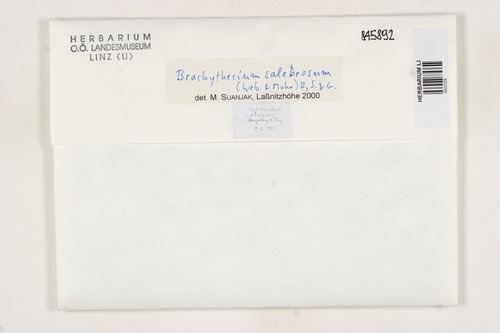 HERBARIUM
O.Ö. LANDESMUSEUM
LINZ (LI)
845892
Brachythecium salebrosum
(Web. & Mohr) B., S. & G.
det. M. SUANJAK, Laßnitzhöhe 2000
HERBARIUM LI